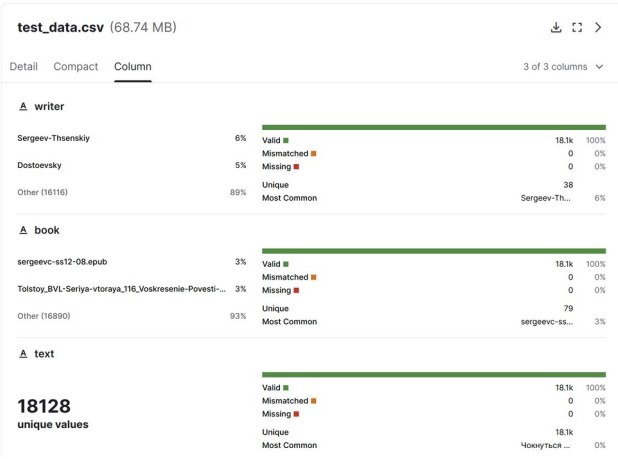 test_data.csv (68.74 MB)
Detail Compact Column 3 of 3 columns
A writer
Sergeev-Thsenskiy 6%
Dostoevsky 5%
Other (16116) 89%
Valid 18.1k 100%
Mismatched 0 0%
Missing 0 0%
Unique 38
Most Common Sergeev-Th... 6%
A book
sergeevc-ss12-08.epub 3%
Tolstoy_BVL-Seriya-vtoraya_116_Voskresenie-Povesti-... 3%
Other (16890) 93%
Valid 18.1k 100%
Mismatched 0 0%
Missing 0 0%
Unique 79
Most Common sergeevc-ss... 3%
A text
18128
unique values
Valid 18.1k 100%
Mismatched 0 0%
Missing 0 0%
Unique 18.1k
Most Common Чокнуться ... 0%